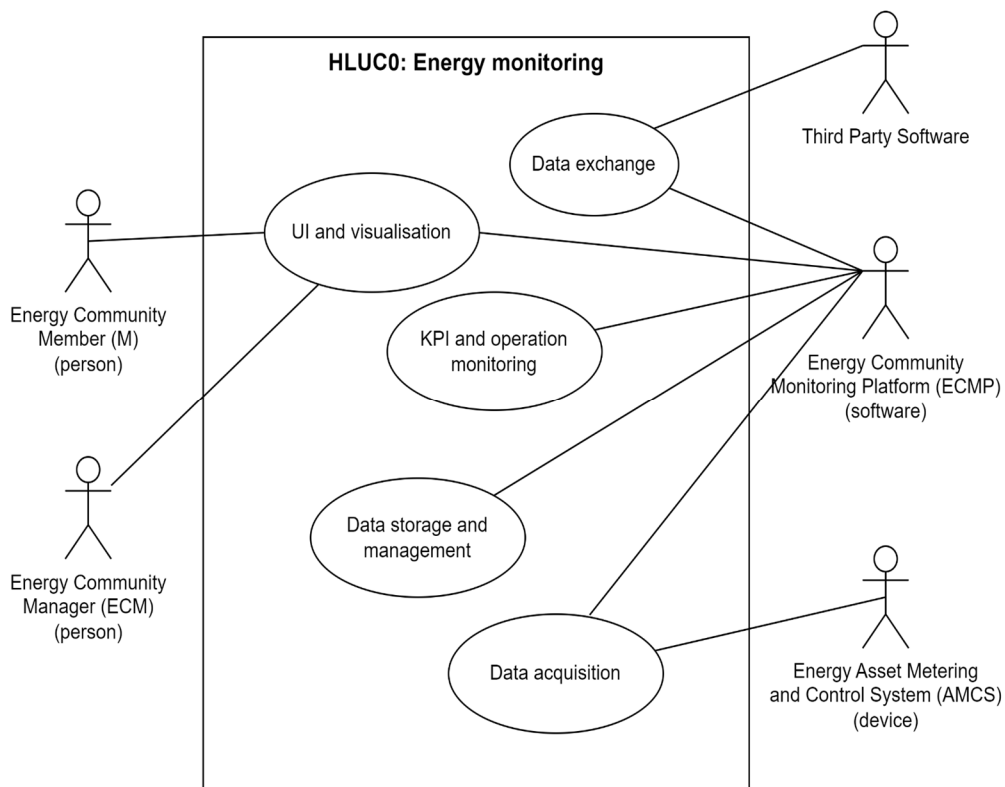 HLUC0: Energy monitoring
Third Party Software
Data exchange
UI and visualisation
Energy Community
Member (M)
(person)
KPI and operation
monitoring
Energy Community
Monitoring Platform (ECMP)
(software)
Data storage and
management
Energy Community
Manager (ECM)
(person)
Data acquisition
Energy Asset Metering
and Control System (AMCS)
(device)